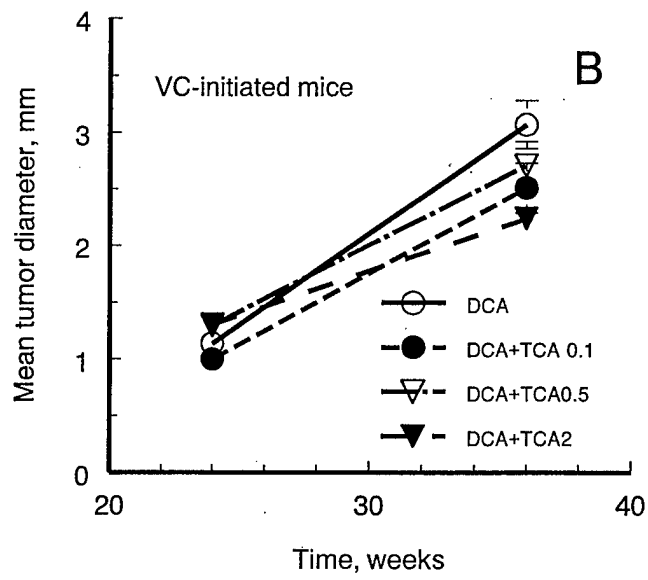 4
B
VC-initiated mice
3
Mean tumor diameter, mm
2
DCA
DCA+TCA 0.1
1
DCA+TCA0.5
DCA+TCA2
0
20 30 40
Time, weeks